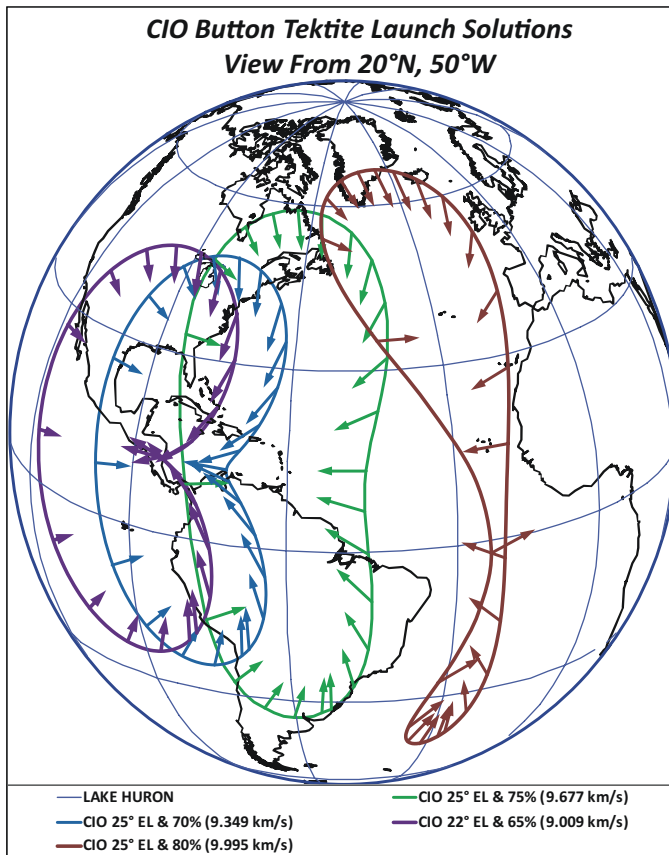 CIO Button Tektite Launch Solutions
View From 20°N, 50°W
LAKE HURON
CIO 25° EL & 75% (9.677 km/s)
CIO 25° EL & 70% (9.349 km/s)
CIO 22° EL & 65% (9.009 km/s)
CIO 25° EL & 80% (9.995 km/s)